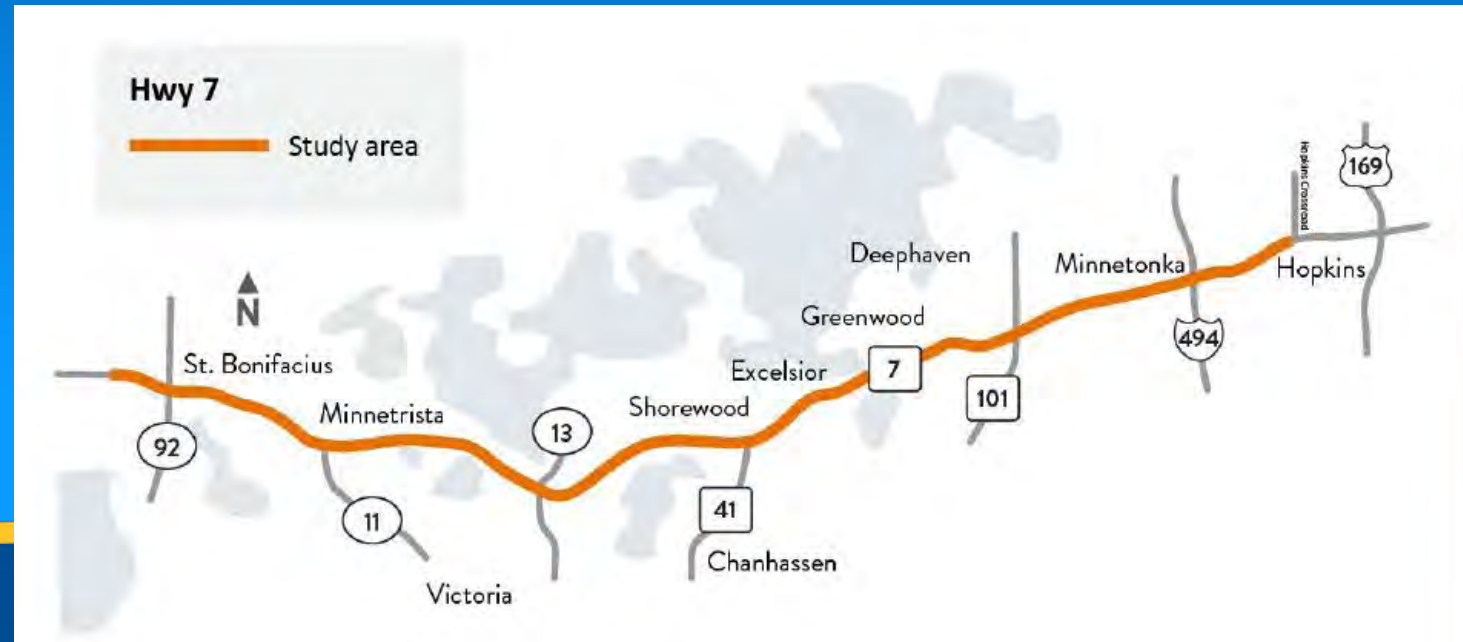 Hwy 7
Study area
N
Hopkins Crossroad
169
Deephaven
Minnetonka
Hopkins
Greenwood
494
St. Bonifacius
Excelsior
7
101
Minnetrista
Shorewood
13
92
11
41
Chanhassen
Victoria